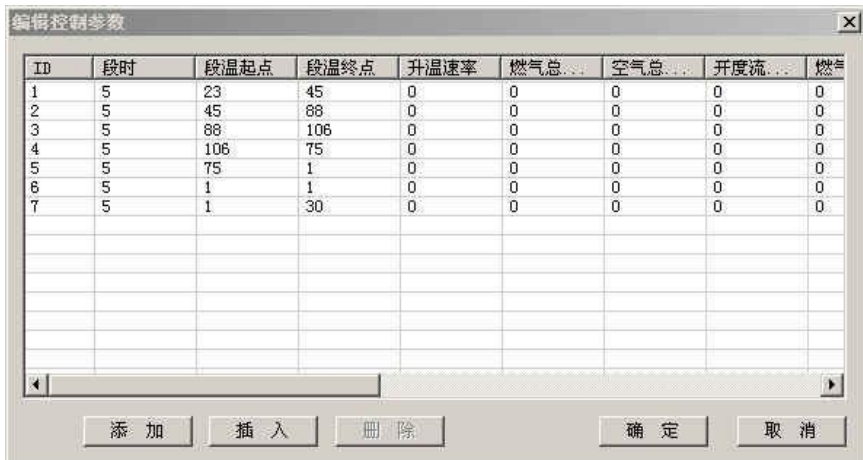 编辑控制参数
ID 段时 段温起点 段温终点 升温速率 燃气总... 空气总... 开度流... 燃气
1 5 23 45 0 0 0 0 0
2 5 45 88 0 0 0 0 0
3 5 88 106 0 0 0 0 0
4 5 106 75 0 0 0 0 0
5 5 75 1 0 0 0 0 0
6 5 1 1 0 0 0 0 0
7 5 1 30 0 0 0 0 0
添 加 插 入 删 除 确 定 取 消